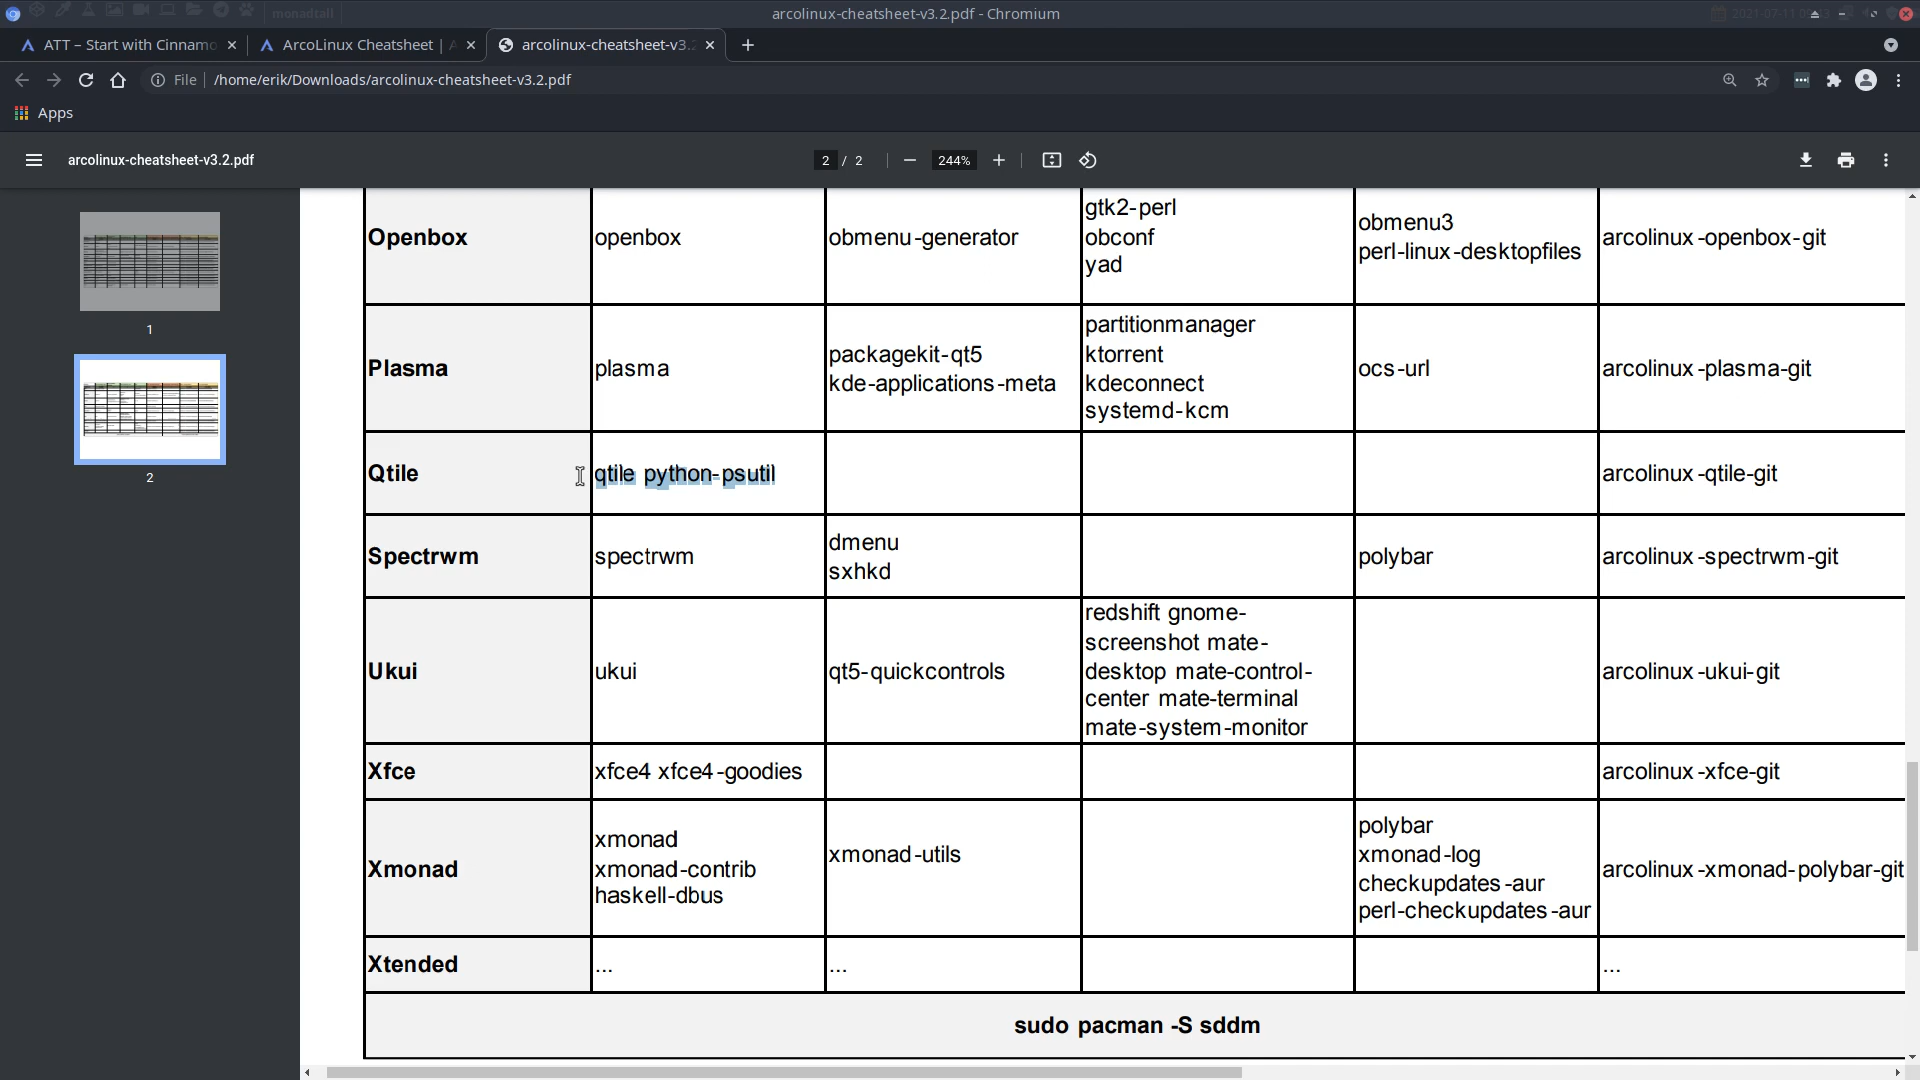 monadtall
arcolinux-cheatsheet-v3.2.pdf - Chromium
ATT – Start with Cinnamo
ArcoLinux Cheatsheet | A
arcolinux-cheatsheet-v3.2
File
/home/erik/Downloads/arcolinux-cheatsheet-v3.2.pdf
Apps
arcolinux-cheatsheet-v3.2.pdf
2 / 2
244%
1
2
Openbox
openbox
obmenu-generator
gtk2-perl
obconf
yad
obmenu3
perl-linux-desktopfiles
arcolinux-openbox-git
Plasma
plasma
packagekit-qt5
kde-applications-meta
partitionmanager
ktorrent
kdeconnect
systemd-kcm
ocs-url
arcolinux-plasma-git
Qtile
qtile python-psutil
arcolinux-qtile-git
Spectrwm
spectrwm
dmenu
sxhkd
polybar
arcolinux-spectrwm-git
Ukui
ukui
qt5-quickcontrols
redshift gnome-
screenshot mate-
desktop mate-control-
center mate-terminal
mate-system-monitor
arcolinux-ukui-git
Xfce
xfce4 xfce4-goodies
arcolinux-xfce-git
Xmonad
xmonad
xmonad-contrib
haskell-dbus
xmonad-utils
polybar
xmonad-log
checkupdates-aur
perl-checkupdates-aur
arcolinux-xmonad-polybar-git
Xtended
...
...
...
sudo pacman -S sddm